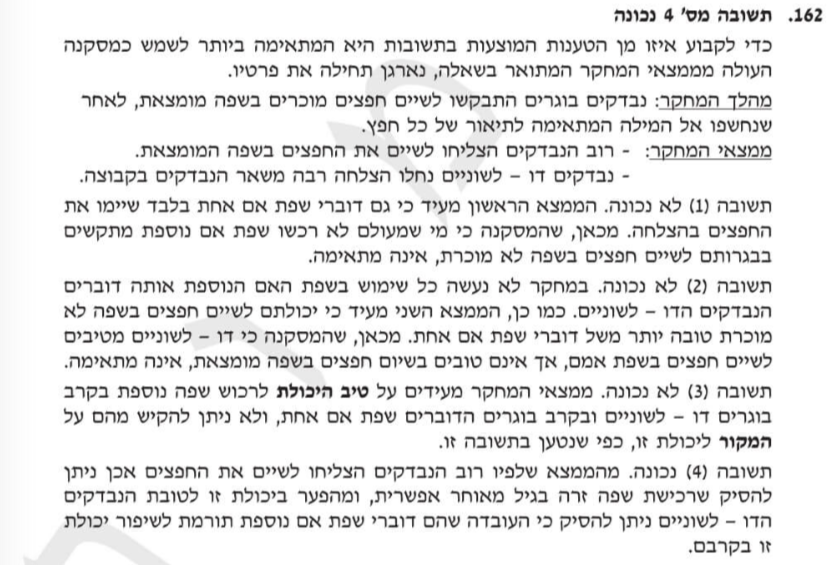 162. תשובה מס' 4 נכונה
כדי לקבוע איזו מן הטענות המוצעות בתשובות היא המתאימה ביותר לשמש כמסקנה
העולה מממצאי המחקר המתואר בשאלה, נארגן תחילה את פרטיו.
מהלך המחקר: נבדקים בוגרים התבקשו לשיים חפצים מוכרים בשפה מומצאת, לאחר
שנחשפו אל המילה המתאימה לתיאור של כל חפץ.
ממצאי המחקר: - רוב הנבדקים הצליחו לשיים את החפצים בשפה המומצאת.
- נבדקים דו – לשוניים נחלו הצלחה רבה משאר הנבדקים בקבוצה.
תשובה (1) לא נכונה. הממצא הראשון מעיד כי גם דוברי שפת אם אחת בלבד שיימו את
החפצים בהצלחה. מכאן, שהמסקנה כי מי שמעולם לא רכשו שפת אם נוספת מתקשים
בבגרותם לשיים חפצים בשפה לא מוכרת, אינה מתאימה.
תשובה (2) לא נכונה. במחקר לא נעשה כל שימוש בשפת האם הנוספת אותה דוברים
הנבדקים הדו – לשוניים. כמו כן, הממצא השני מעיד כי יכולתם לשיים חפצים בשפה לא
מוכרת טובה יותר משל דוברי שפת אם אחת. מכאן, שהמסקנה כי דו – לשוניים מטיבים
לשיים חפצים בשפת אמם, אך אינם טובים בשיום חפצים בשפה מומצאת, אינה מתאימה.
תשובה (3) לא נכונה. ממצאי המחקר מעידים על טיב היכולת לרכוש שפה נוספת בקרב
בוגרים דו – לשוניים ובקרב בוגרים הדוברים שפת אם אחת, ולא ניתן להקיש מהם על
המקור ליכולת זו, כפי שנטען בתשובה זו.
תשובה (4) נכונה. מהממצא שלפיו רוב הנבדקים הצליחו לשיים את החפצים אכן ניתן
להסיק שרכישת שפה זרה בגיל מאוחר אפשרית, ומהפער ביכולת זו לטובת הנבדקים
הדו – לשוניים ניתן להסיק כי העובדה שהם דוברי שפת אם נוספת תורמת לשיפור יכולת
זו בקרבם.